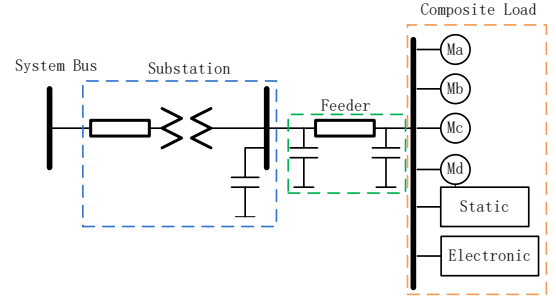 Composite Load
System Bus
Substation
Feeder
Ma
Mb
Mc
Md
Static
Electronic